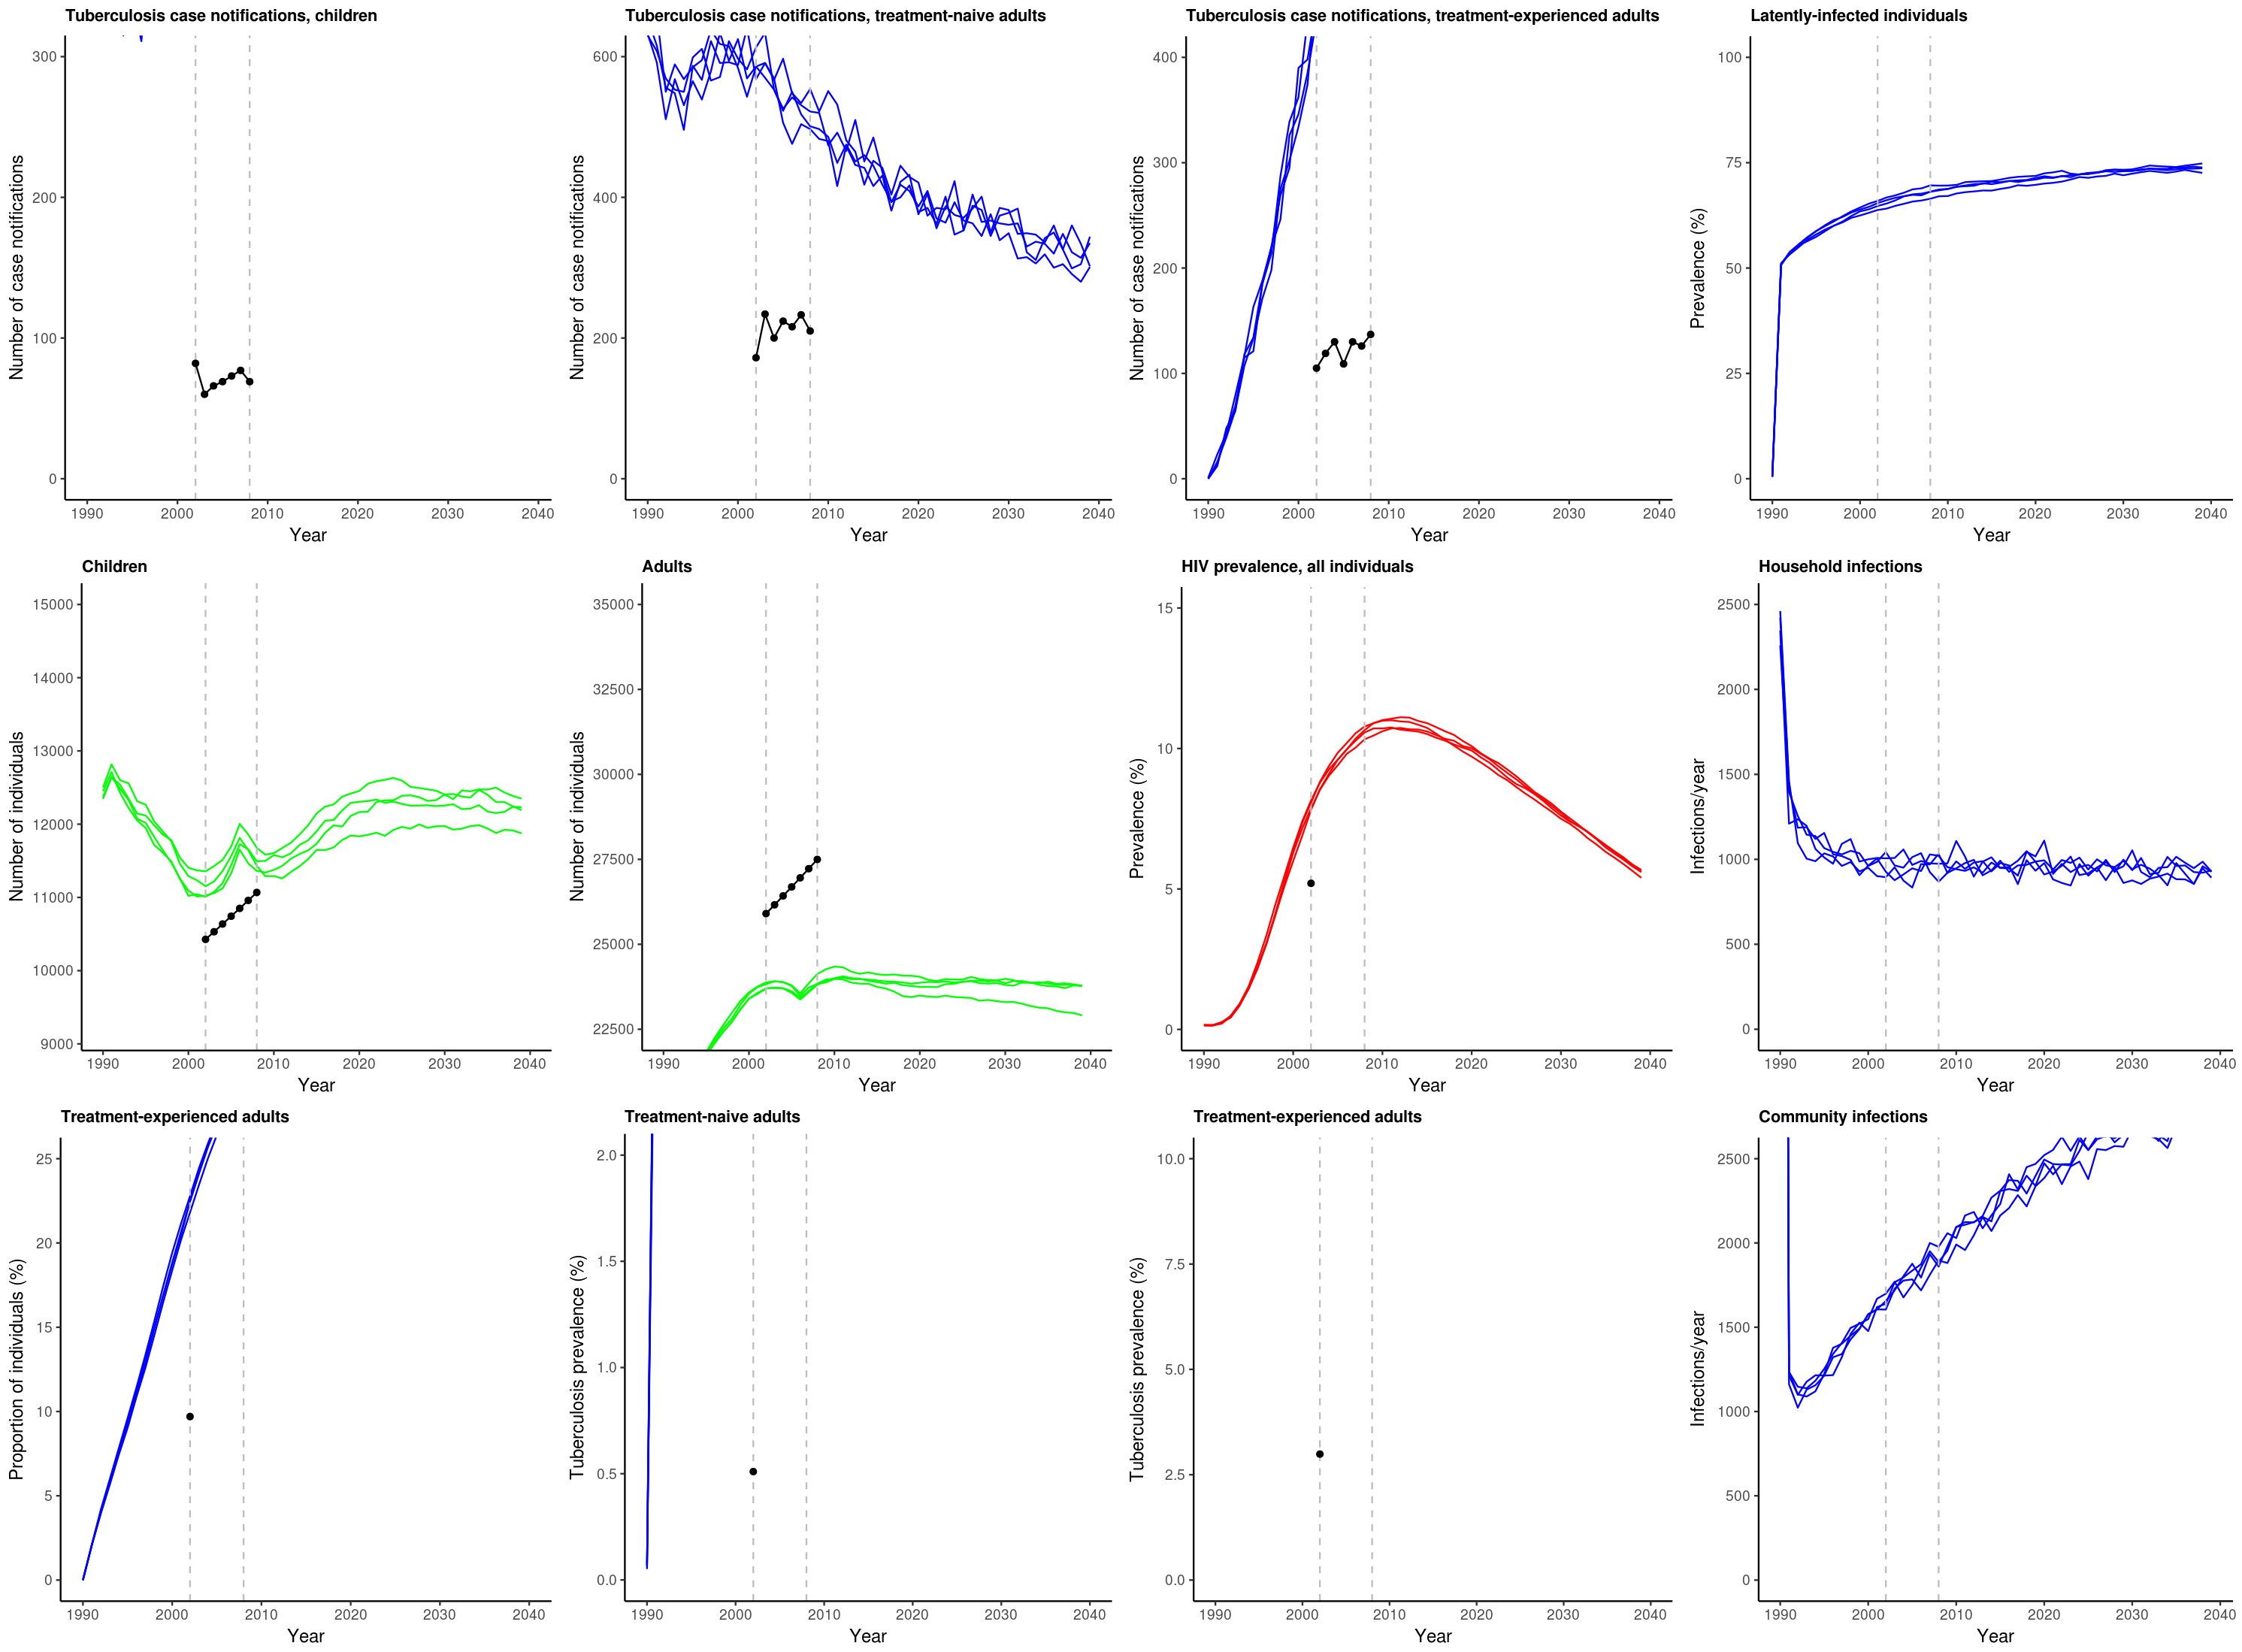 Tuberculosis case notifications, children
Number of case notifications
300
200
100
0
1990 2000 2010 2020 2030 2040
Year
Tuberculosis case notifications, treatment-naive adults
Number of case notifications
600
400
200
0
1990 2000 2010 2020 2030 2040
Year
Tuberculosis case notifications, treatment-experienced adults
Number of case notifications
400
300
200
100
0
1990 2000 2010 2020 2030 2040
Year
Latently-infected individuals
Prevalence (%)
100
75
50
25
0
1990 2000 2010 2020 2030 2040
Year
Children
Number of individuals
15000
14000
13000
12000
11000
10000
9000
1990 2000 2010 2020 2030 2040
Year
Adults
Number of individuals
35000
32500
30000
27500
25000
22500
1990 2000 2010 2020 2030 2040
Year
HIV prevalence, all individuals
Prevalence (%)
15
10
5
0
1990 2000 2010 2020 2030 2040
Year
Household infections
Infections/year
2500
2000
1500
1000
500
0
1990 2000 2010 2020 2030 2040
Year
Treatment-experienced adults
Proportion of individuals (%)
25
20
15
10
5
0
1990 2000 2010 2020 2030 2040
Year
Treatment-naive adults
Tuberculosis prevalence (%)
2.0
1.5
1.0
0.5
0.0
1990 2000 2010 2020 2030 2040
Year
Treatment-experienced adults
Tuberculosis prevalence (%)
10.0
7.5
5.0
2.5
0.0
1990 2000 2010 2020 2030 2040
Year
Community infections
Infections/year
2500
2000
1500
1000
500
0
1990 2000 2010 2020 2030 2040
Year